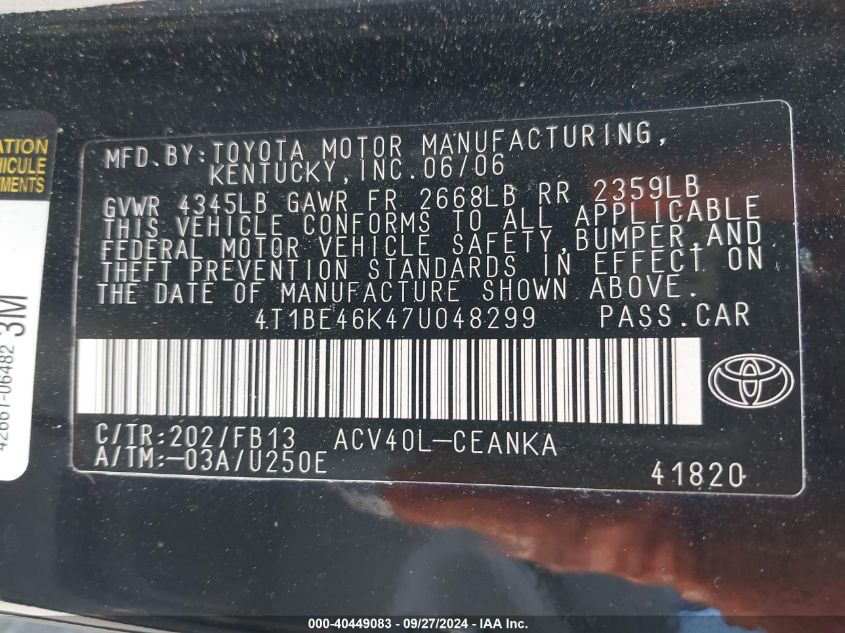 ATION
HICULE
EMENTS
42661-06482
3M
MFD.BY:TOYOTA MOTOR MANUFACTURING,
KENTUCKY, INC. 06/06
GVWR 4345LB GAWR FR 2668LB RR 2359LB
THIS VEHICLE CONFORMS TO ALL APPLICABLE
FEDERAL MOTOR VEHICLE SAFETY,BUMPER,AND
THEFT PREVENTION STANDARDS IN EFFECT ON
THE DATE OF MANUFACTURE SHOWN ABOVE.
4T1BE46K47U048299 PASS.CAR
C/TR:202/FB13 ACV40L-CEANKA
A/TM:-03A/U250E
41820
000-40449083 / 09/27/2024 - IAA Inc.